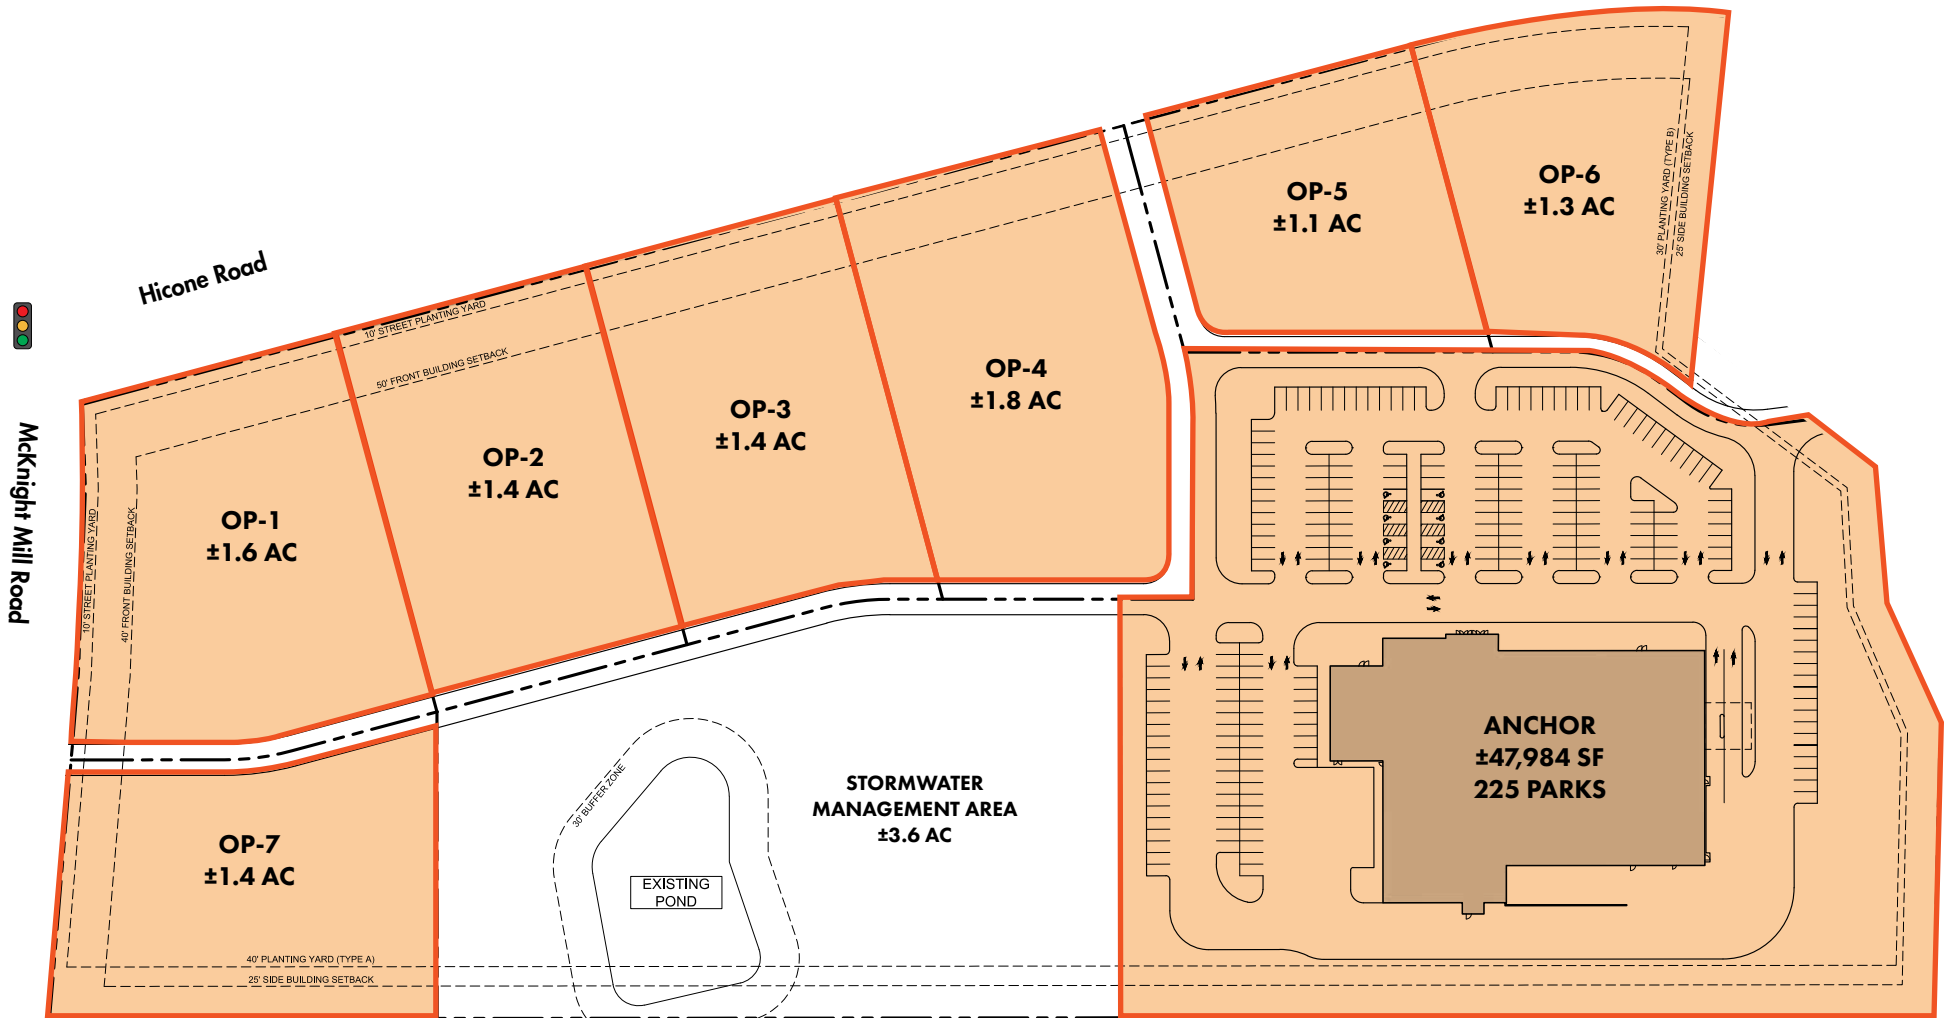 Hicone Road
McKnight Mill Road
OP-1
±1.6 AC
OP-2
±1.4 AC
OP-3
±1.4 AC
OP-4
±1.8 AC
OP-5
±1.1 AC
OP-6
±1.3 AC
OP-7
±1.4 AC
10' STREET PLANTING YARD
50' FRONT BUILDING SETBACK
10' STREET PLANTING YARD
40' FRONT BUILDING SETBACK
30' PLANTING YARD (TYPE B)
25' SIDE BUILDING SETBACK
STORMWATER
MANAGEMENT AREA
±3.6 AC
30' BUFFER ZONE
EXISTING
POND
ANCHOR
±47,984 SF
225 PARKS
40' PLANTING YARD (TYPE A)
25' SIDE BUILDING SETBACK